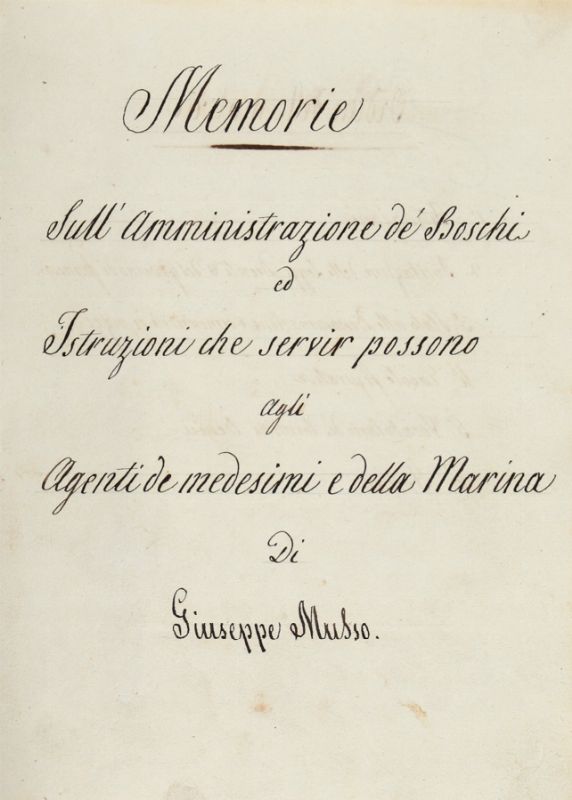 Memorie
Sull' Amministrazione de' Boschi
ed
Istruzioni che servir possono
agli
Agenti de medesimi e della Marina
Di
Giuseppe Musso.